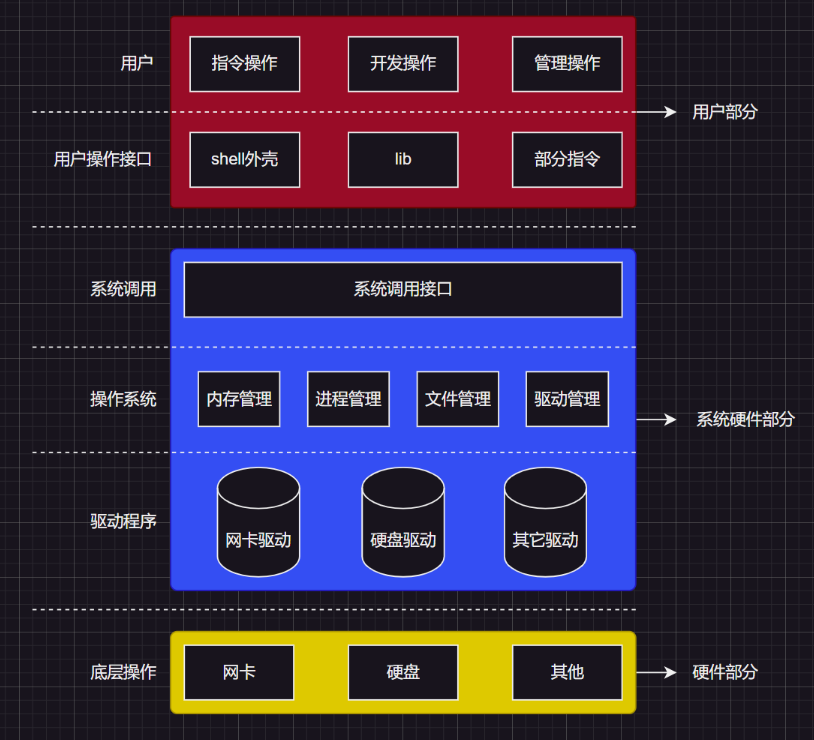 用户
指令操作
开发操作
管理操作
用户部分
用户操作接口
shell外壳
lib
部分指令
系统调用
系统调用接口
操作系统
内存管理
进程管理
文件管理
驱动管理
系统硬件部分
驱动程序
网卡驱动
硬盘驱动
其它驱动
底层操作
网卡
硬盘
其他
硬件部分